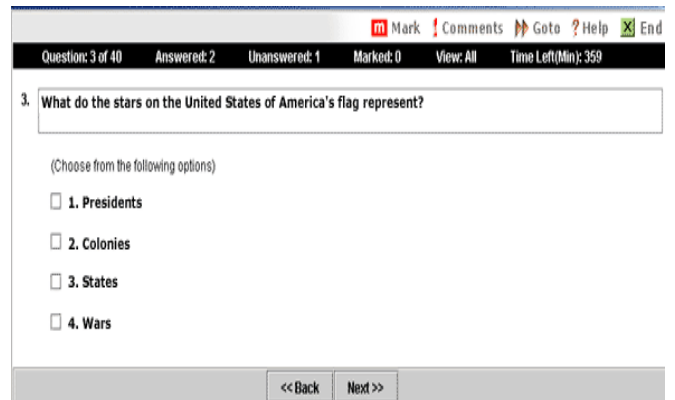 m Mark ! Comments Goto ? Help X End
Question: 3 of 40 Answered: 2 Unanswered: 1 Marked: 0 View: All Time Left(Min): 359
3. What do the stars on the United States of America's flag represent?
(Choose from the following options)
1. Presidents
2. Colonies
3. States
4. Wars
<< Back Next >>